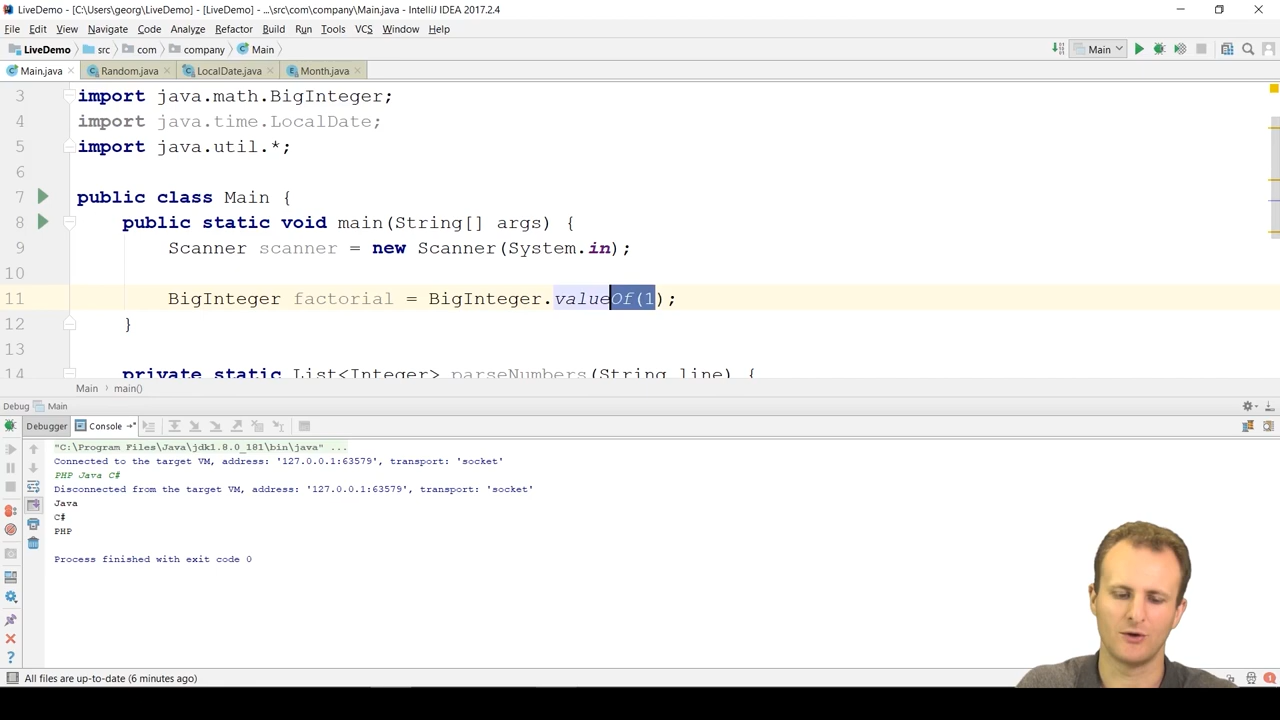 LiveDemo - [C:\Users\georg\LiveDemo] - [LiveDemo] - ...\src\com\company\Main.java - IntelliJ IDEA 2017.2.4
File Edit View Navigate Code Analyze Refactor Build Run Tools VCS Window Help
LiveDemo src com company Main Main
Main.java Random.java LocalDate.java Month.java
3 import java.math.BigInteger;
4 import java.time.LocalDate;
5 import java.util.*;
6
7 public class Main {
8 public static void main(String[] args) {
9 Scanner scanner = new Scanner(System.in);
10
11 BigInteger factorial = BigInteger.valueOf(1);
12 }
13
14 private static List<Integer> parseNumbers(String line) {
Main main()
Debug Main
Debugger Console
"C:\Program Files\Java\jdk1.8.0_181\bin\java" ...
Connected to the target VM, address: '127.0.0.1:63579', transport: 'socket'
PHP Java C#
Disconnected from the target VM, address: '127.0.0.1:63579', transport: 'socket'
Java
C#
PHP
Process finished with exit code 0
All files are up-to-date (6 minutes ago)